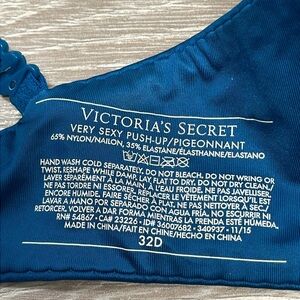 VICTORIA'S SECRET
VERY SEXY PUSH-UP/PIGEONNANT
65% NYLON/NAILON, 35% ELASTANE/ÉLASTHANNE/ELASTANO
HAND WASH COLD SEPARATELY. DO NOT BLEACH. DO NOT WRING OR
TWIST. RESHAPE WHILE DAMP. LAY FLAT TO DRY. DO NOT DRY CLEAN./
LAVER SÉPARÉMENT À LA MAIN, À L'EAU FROIDE. NE PAS JAVELLISER.
NE PAS TORDRE NI ESSORER. REPLACER LE VÊTEMENT LORSQU'IL EST
ENCORE HUMIDE. FAIRE SÉCHER À PLAT. NE PAS NETTOYER À SEC./
LAVAR A MANO POR SEPARADO CON AGUA FRÍA. NO ESCURRIR NI
RETORCER. VOLVER A DAR FORMA MIENTRAS LA PRENDA ESTÉ HÚMEDA.
RN# 54867 · CA# 23226 · ID# 36007682 · 340937 · 11/15
MADE IN CHINA/FAIT EN CHINE/HECHO EN CHINA
32D